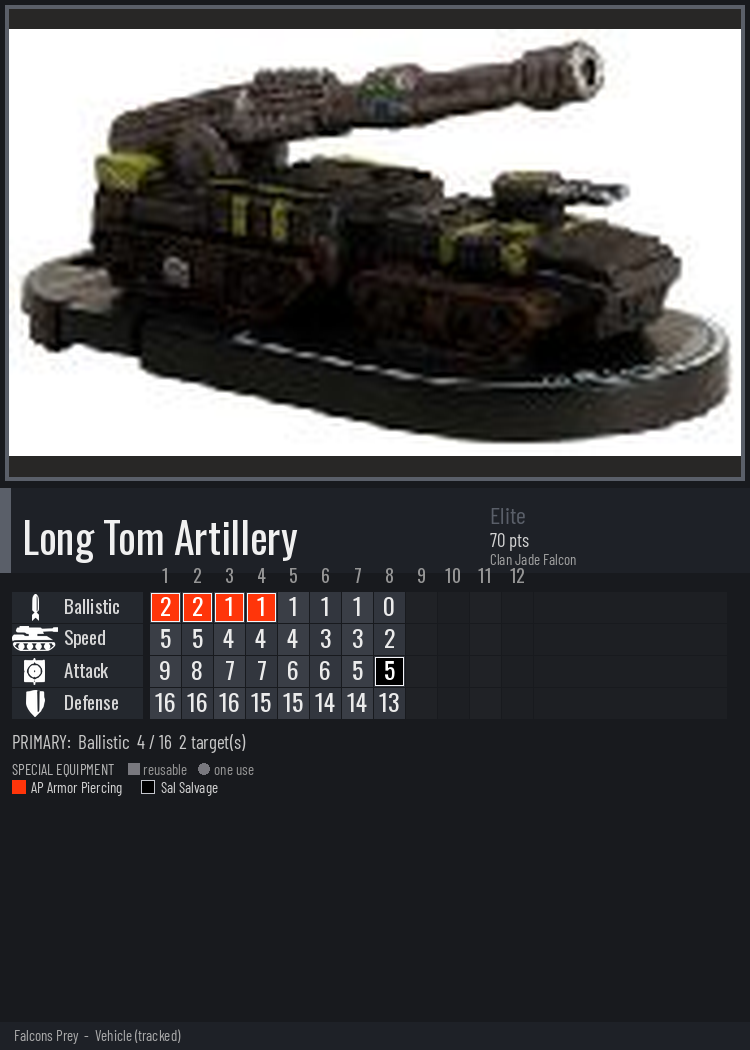 Long Tom Artillery
Elite
70 pts
Clan Jade Falcon
1 2 3 4 5 6 7 8 9 10 11 12
Ballistic 2 2 1 1 1 1 1 0
Speed 5 5 4 4 4 3 3 2
Attack 9 8 7 7 6 6 5 5
Defense 16 16 16 15 15 14 14 13
PRIMARY: Ballistic 4 / 16 2 target(s)
SPECIAL EQUIPMENT reusable one use
AP Armor Piercing Sal Salvage
Falcons Prey - Vehicle (tracked)